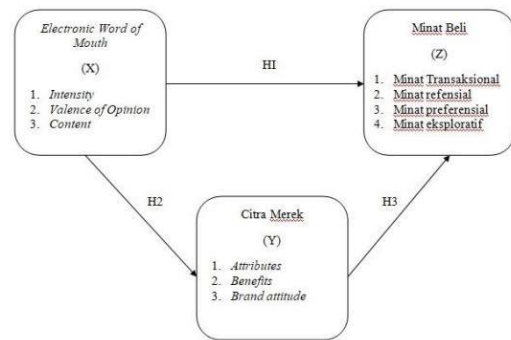 Electronic Word of
Mouth
(X)
1. Intensity
2. Valence of Opinion
3. Content
HI
Minat Beli
(Z)
1. Minat Transaksional
2. Minat refensial
3. Minat preferensial
4. Minat eksploratif
H2
H3
Citra Merek
(Y)
1. Attributes
2. Benefits
3. Brand attitude